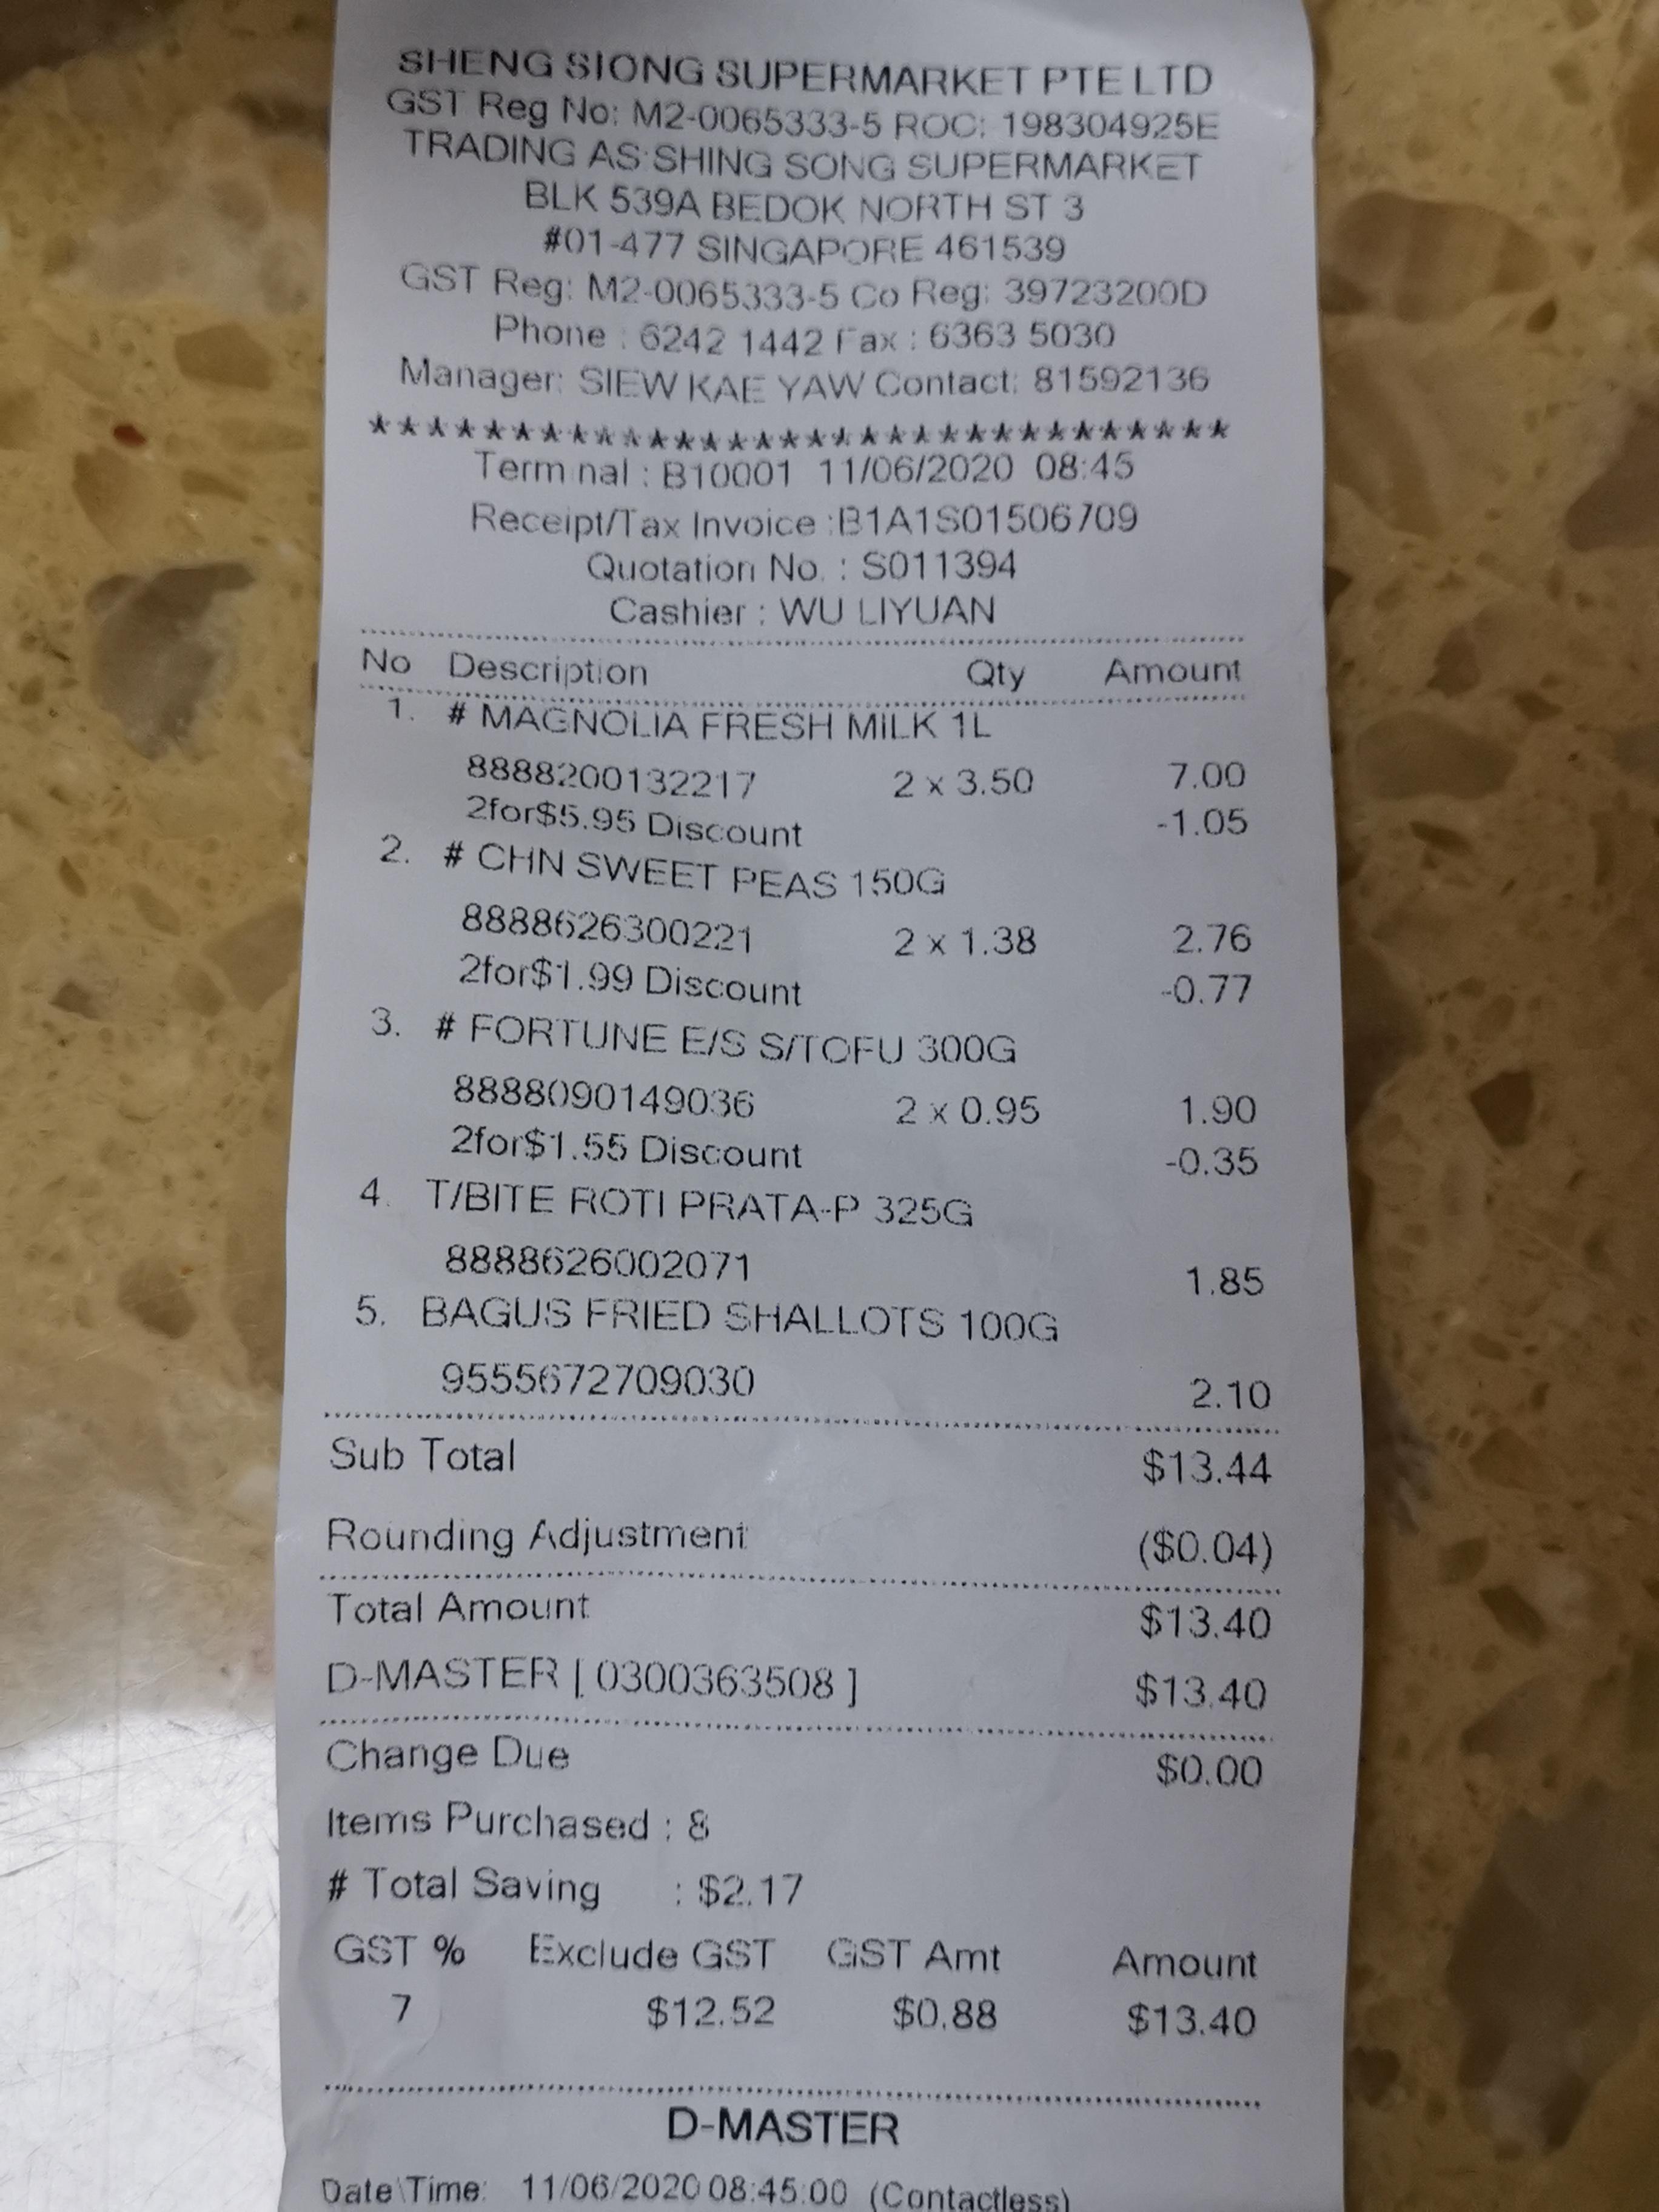 SHENG SIONG SUPERMARKET PTE LTD
GST Reg No: M2-0065333-5 ROC: 198304925E
TRADING AS:SHING SONG SUPERMARKET
BLK 539A BEDOK NORTH ST 3
#01-477 SINGAPORE 461539
GST Reg: M2-0065333-5 Co Reg: 39723200D
Phone : 6242 1442 Fax : 6363 5030
Manager: SIEW KAE YAW Contact: 81592136
********************************
Terminal : B10001 11/06/2020 08:45
Receipt/Tax Invoice :B1A1S01506709
Quotation No. : S011394
Cashier : WU LIYUAN
No Description Qty Amount
1. # MAGNOLIA FRESH MILK 1L
8888200132217 2 x 3.50 7.00
2for$5.95 Discount -1.05
2. # CHN SWEET PEAS 150G
8888626300221 2 x 1.38 2.76
2for$1.99 Discount -0.77
3. # FORTUNE E/S S/TOFU 300G
8888090149036 2 x 0.95 1.90
2for$1.55 Discount -0.35
4. T/BITE ROTI PRATA-P 325G
8888626002071 1.85
5. BAGUS FRIED SHALLOTS 100G
9555672709030 2.10
Sub Total $13.44
Rounding Adjustment ($0.04)
Total Amount $13.40
D-MASTER [ 0300363508 ] $13.40
Change Due $0.00
Items Purchased : 8
# Total Saving : $2.17
GST % Exclude GST GST Amt Amount
7 $12.52 $0.88 $13.40
D-MASTER
Date\Time: 11/06/2020 08:45:00 (Contactless)